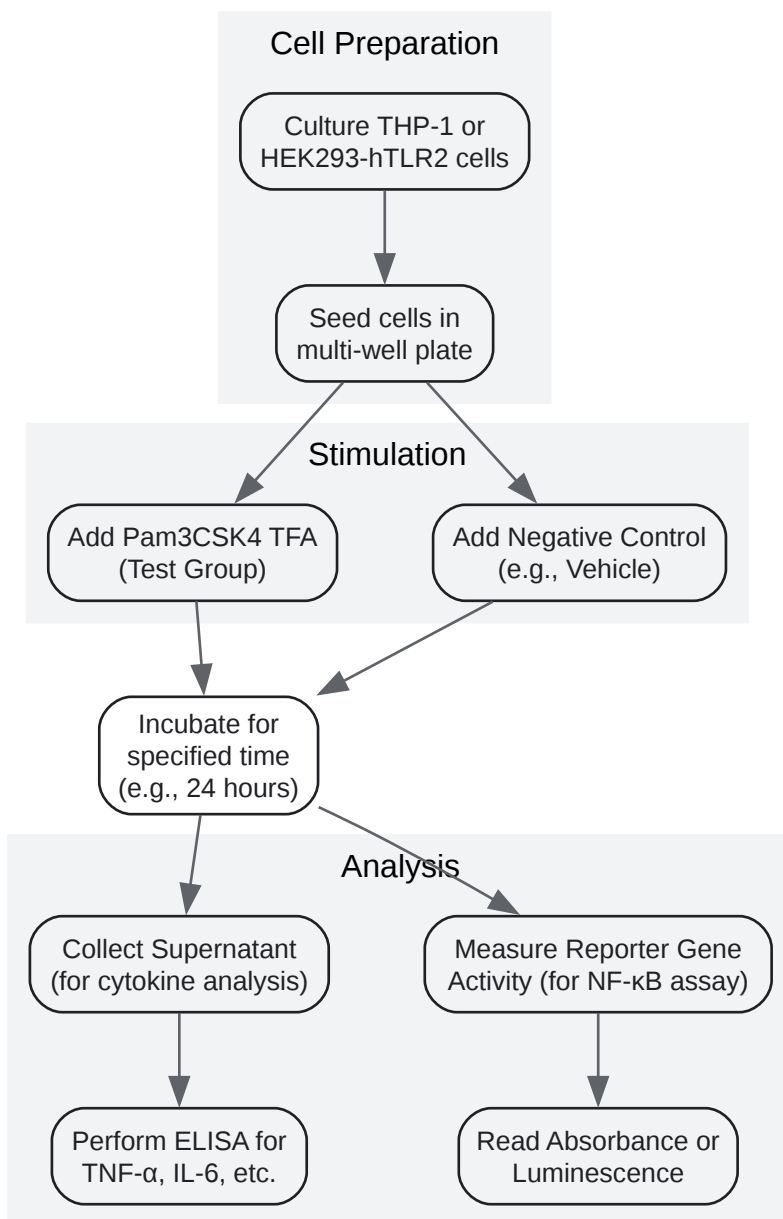 Cell Preparation
Culture THP-1 or
HEK293-hTLR2 cells
Seed cells in
multi-well plate
Stimulation
Add Pam3CSK4 TFA
(Test Group)
Add Negative Control
(e.g., Vehicle)
Incubate for
specified time
(e.g., 24 hours)
Analysis
Collect Supernatant
(for cytokine analysis)
Measure Reporter Gene
Activity (for NF-κB assay)
Perform ELISA for
TNF-α, IL-6, etc.
Read Absorbance or
Luminescence